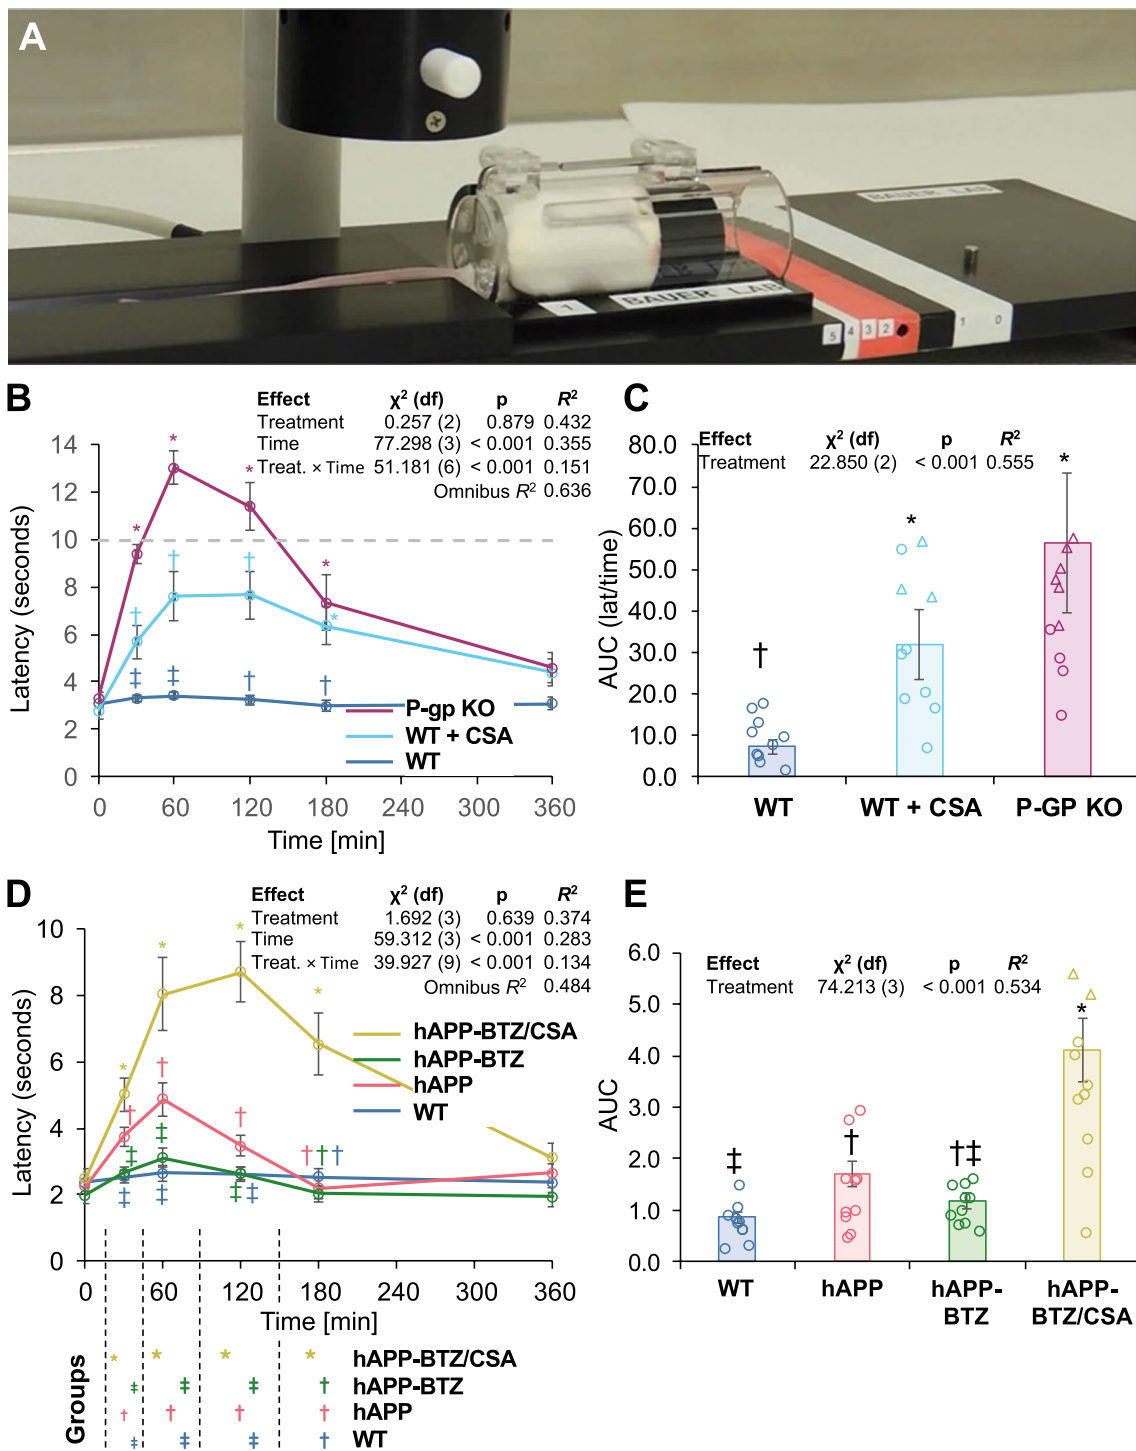 A
BAUER LAB
1
BAUER LAB
5 4 3 2
1 0
B
Effect χ² (df) p R²
Treatment 0.257 (2) 0.879 0.432
Time 77.298 (3) < 0.001 0.355
Treat. × Time 51.181 (6) < 0.001 0.151
Omnibus R² 0.636
Latency (seconds)
14
12
10
8
6
4
2
0
* * * *
† † † *
‡ ‡ † †
P-gp KO
WT + CSA
WT
0 60 120 180 240 300 360
Time [min]
C
Effect χ² (df) p R²
Treatment 22.850 (2) < 0.001 0.555
AUC (lat/time)
80.0
70.0
60.0
50.0
40.0
30.0
20.0
10.0
0.0
† * *
WT WT + CSA P-GP KO
D
Effect χ² (df) p R²
Treatment 1.692 (3) 0.639 0.374
Time 59.312 (3) < 0.001 0.283
Treat. × Time 39.927 (9) < 0.001 0.134
Omnibus R² 0.484
Latency (seconds)
10
8
6
4
2
0
* * * *
† † † † † †
‡ ‡ ‡
‡ ‡ ‡
hAPP-BTZ/CSA
hAPP-BTZ
hAPP
WT
0 60 120 180 240 300 360
Time [min]
Groups
* * * * hAPP-BTZ/CSA
‡ ‡ ‡ † hAPP-BTZ
† † † † hAPP
‡ ‡ ‡ † WT
E
Effect χ² (df) p R²
Treatment 74.213 (3) < 0.001 0.534
AUC
6.0
5.0
4.0
3.0
2.0
1.0
0.0
‡ † †‡ *
WT hAPP hAPP-BTZ hAPP-BTZ/CSA